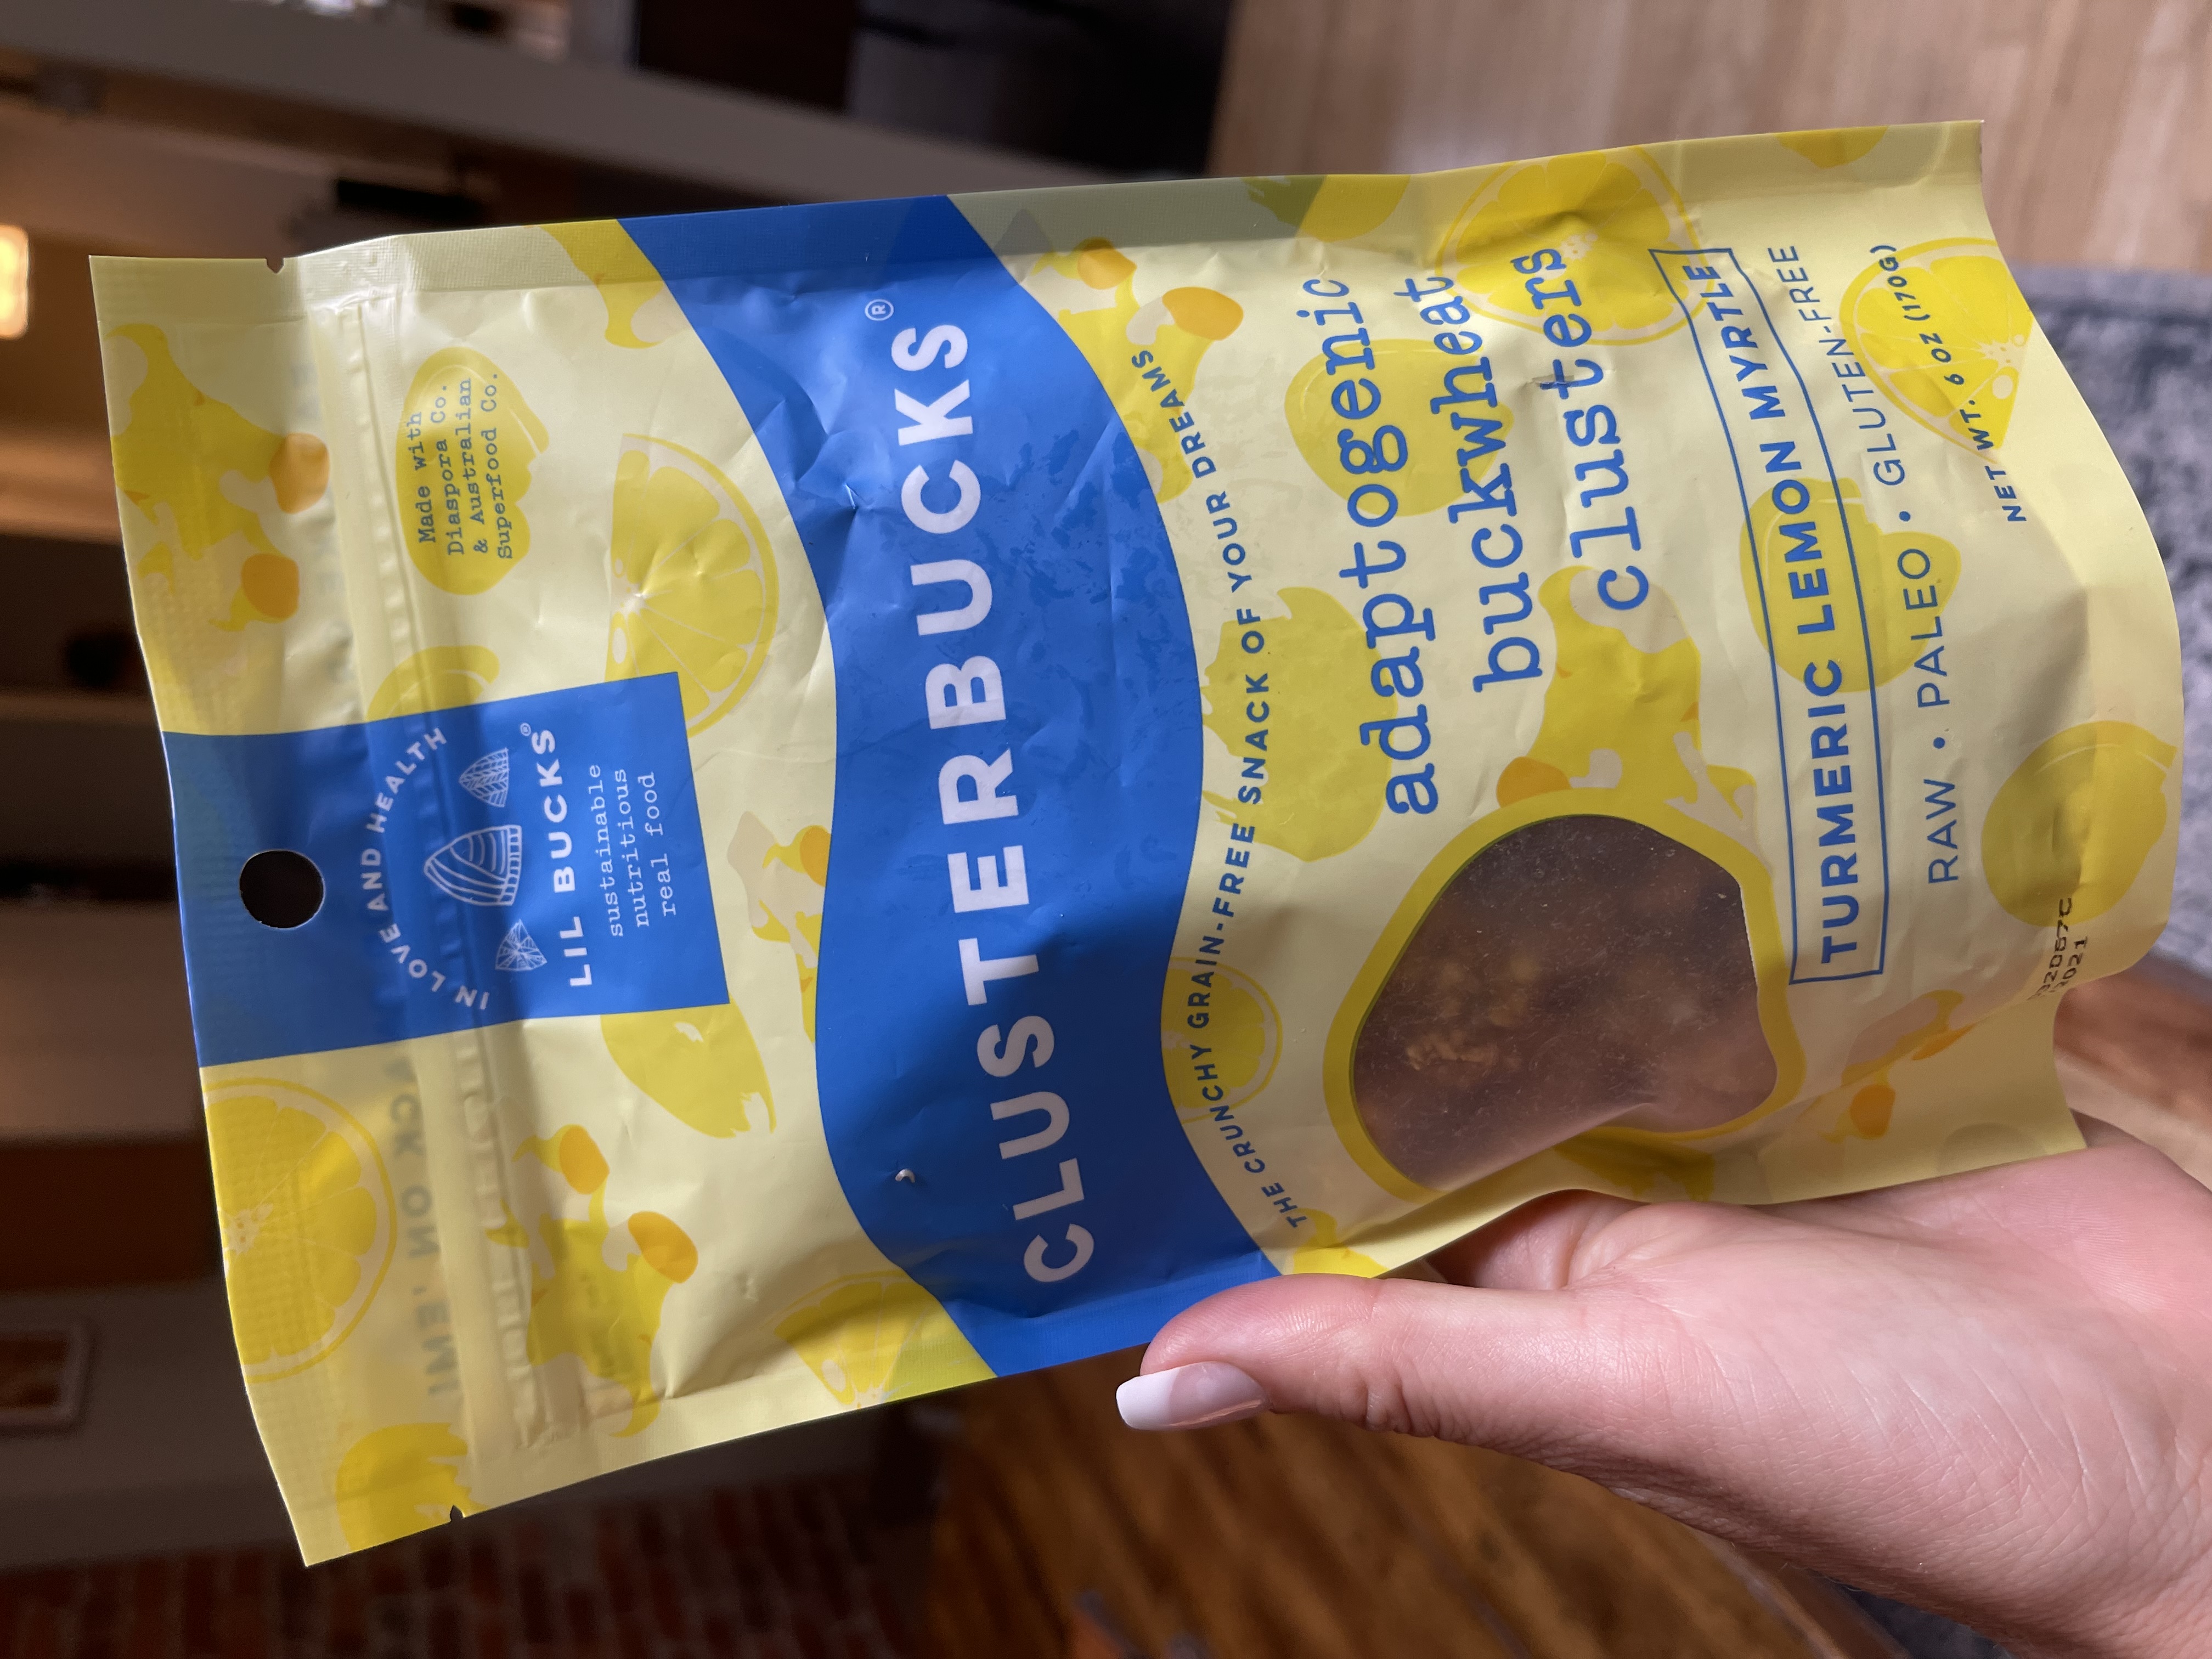 IN LOVE AND HEALTH
LIL BUCKS®
sustainable
nutritious
real food
Made with
Diaspora Co.
& Australian
Superfood Co.
CLUSTERBUCKS®
THE CRUNCHY GRAIN-FREE SNACK OF YOUR DREAMS
adaptogenic
buckwheat
clusters
TURMERIC LEMON MYRTLE
RAW • PALEO • GLUTEN-FREE
NET WT. 6 OZ (170G)